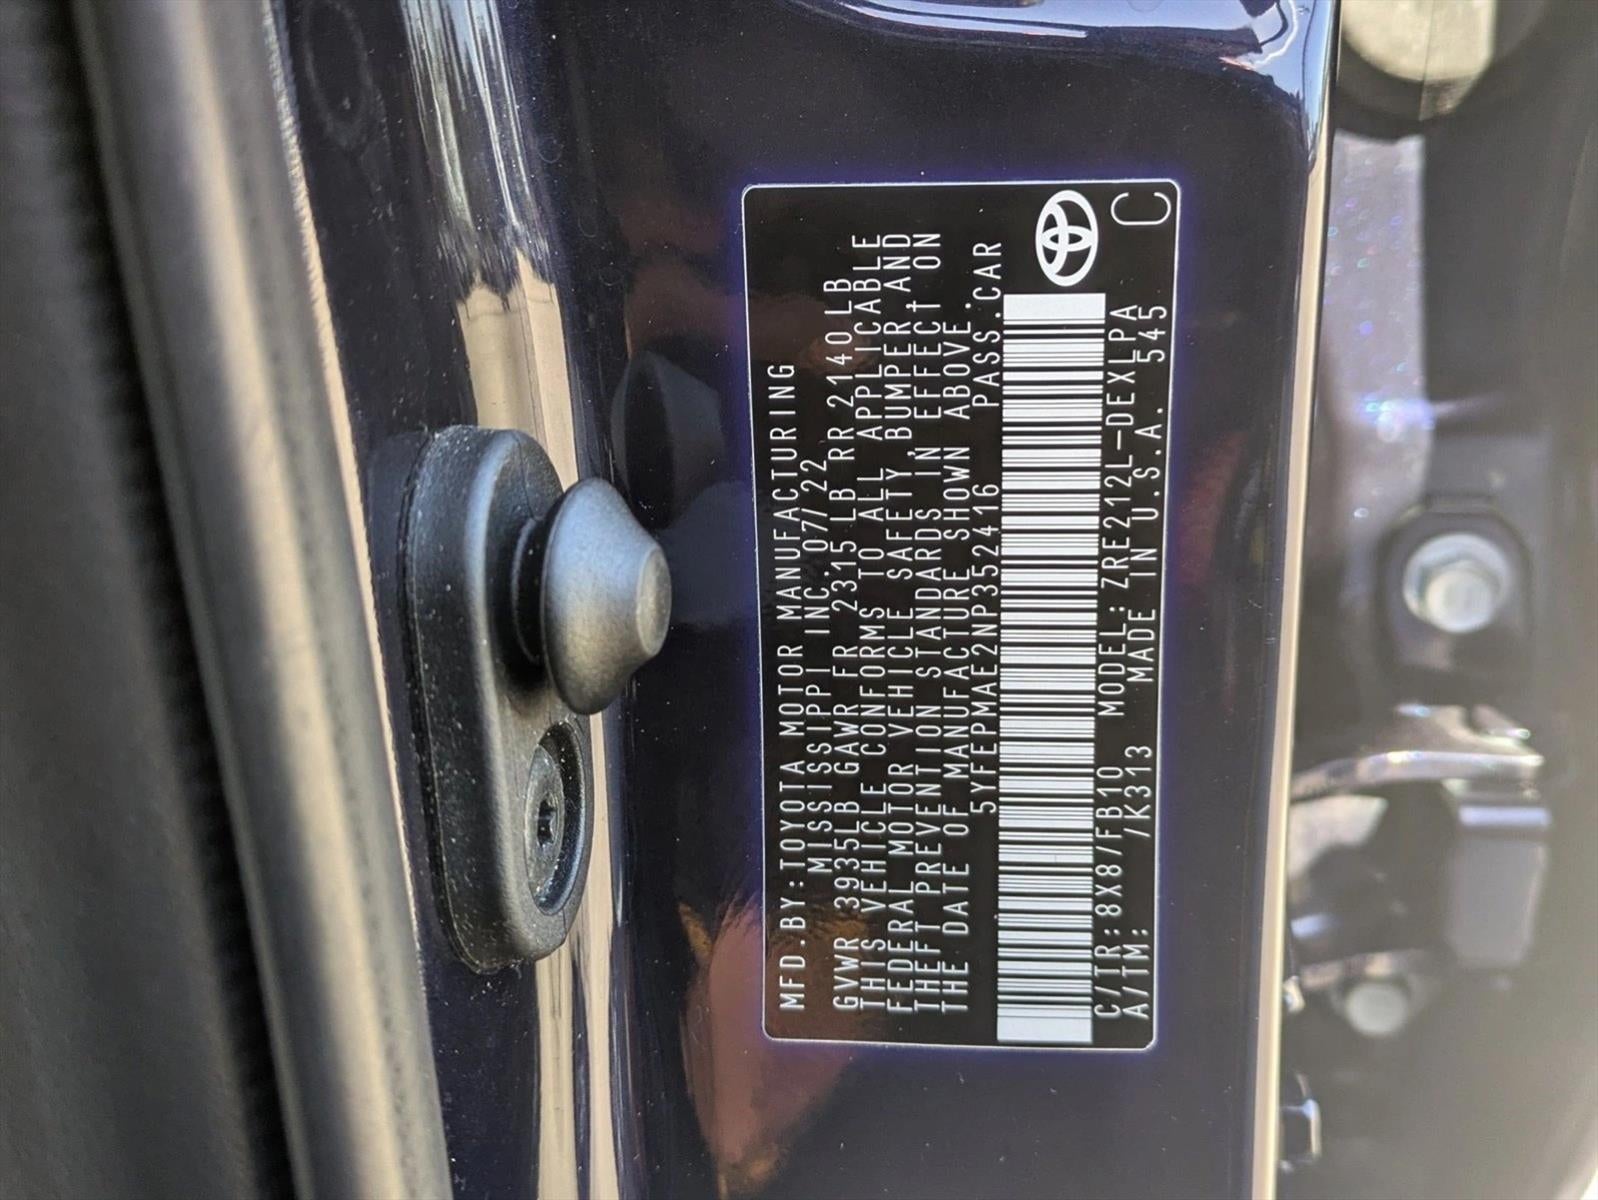 MFD.BY:TOYOTA MOTOR MANUFACTURING
MISSISSIPPI INC. 07/22
GVWR 3935LB GAWR FR 2315 LB RR 2140LB
THIS VEHICLE CONFORMS TO ALL APPLICABLE
FEDERAL MOTOR VEHICLE SAFETY, BUMPER, AND
THEFT PREVENTION STANDARDS IN EFFECT ON
THE DATE OF MANUFACTURE SHOWN ABOVE.
5YFEPMAE2NP352416 PASS.CAR
C/TR:8X8/FB10 MODEL:ZRE212L-DEXLPA
A/TM: /K313 MADE IN U.S.A. 545
C